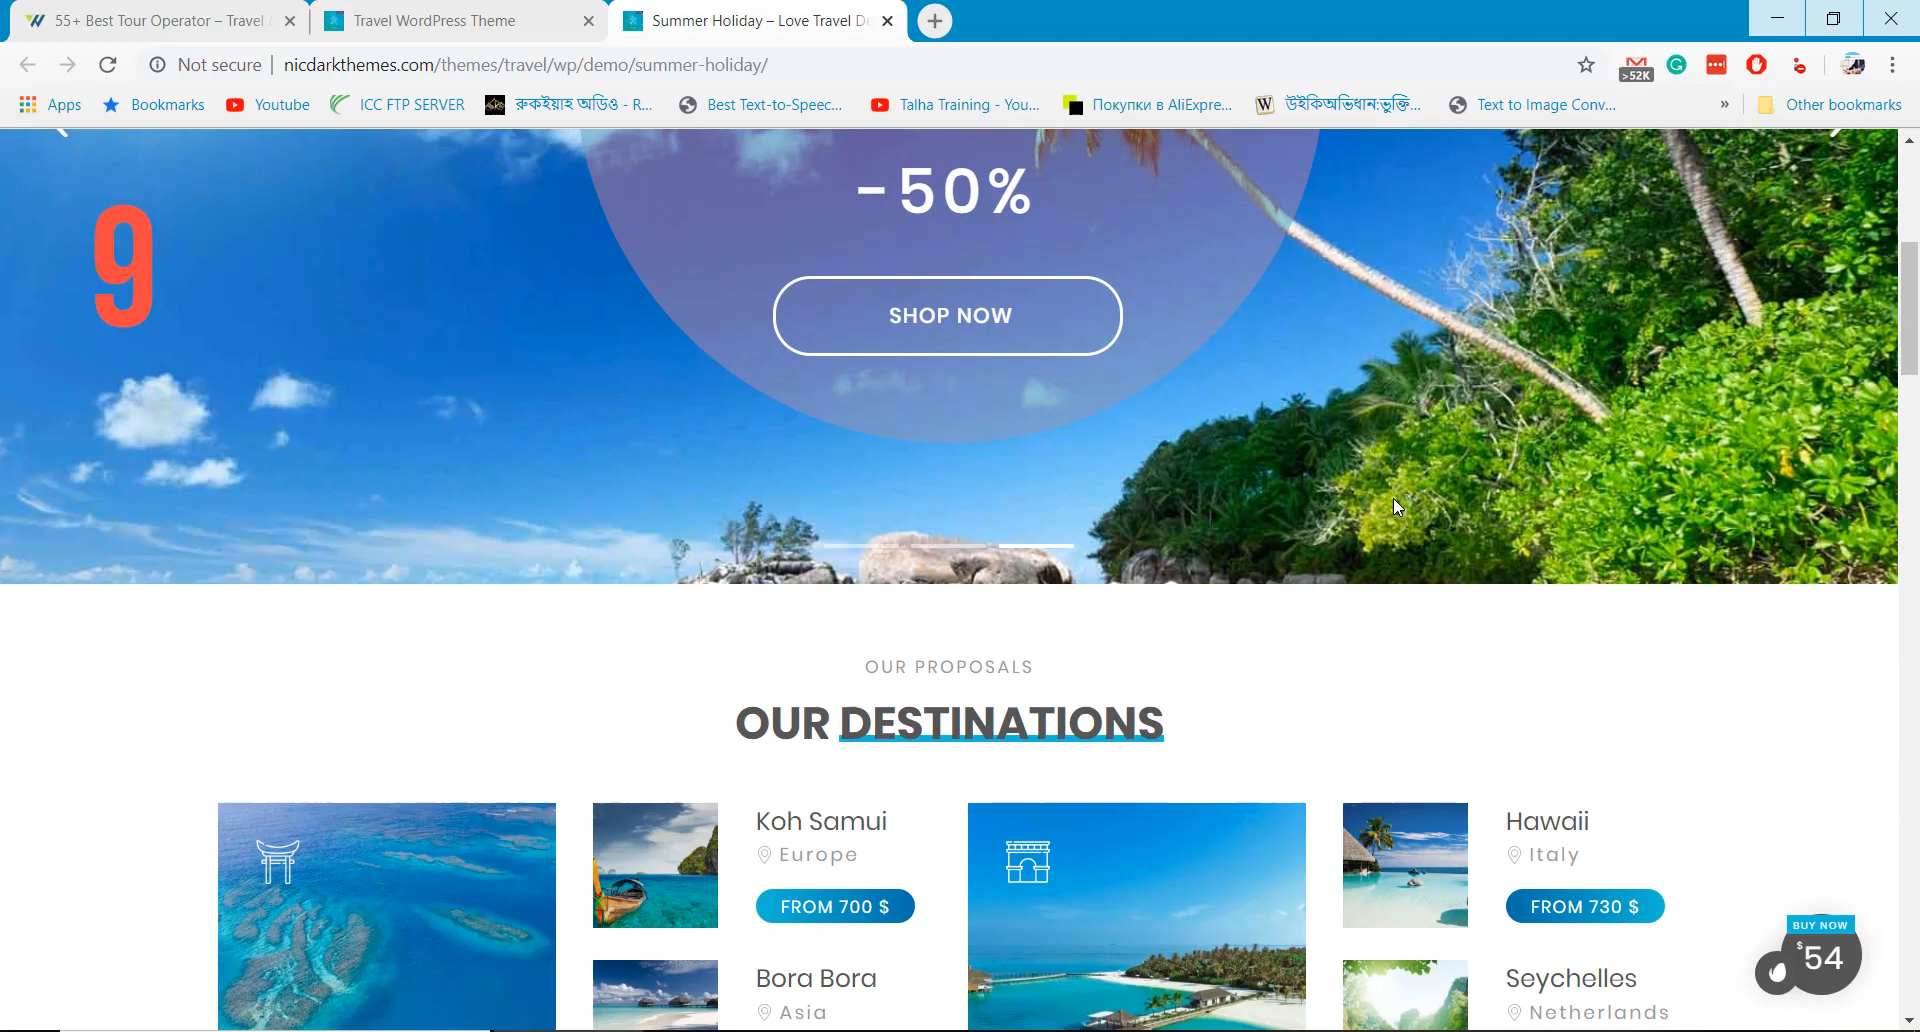 55+ Best Tour Operator – Travel
Travel WordPress Theme
Summer Holiday – Love Travel De
Not secure
nicdarkthemes.com/themes/travel/wp/demo/summer-holiday/
>52K
Apps
Bookmarks
Youtube
ICC FTP SERVER
রুকইয়াহ অডিও - R...
Best Text-to-Speec...
Talha Training - You...
Покупки в AliExpre...
উইকিঅভিধান:ভুক্তি...
Text to Image Conv...
»
Other bookmarks
-50%
9
SHOP NOW
OUR PROPOSALS
OUR DESTINATIONS
Koh Samui
Europe
FROM 700 $
Bora Bora
Asia
Hawaii
Italy
FROM 730 $
Seychelles
Netherlands
BUY NOW
$54